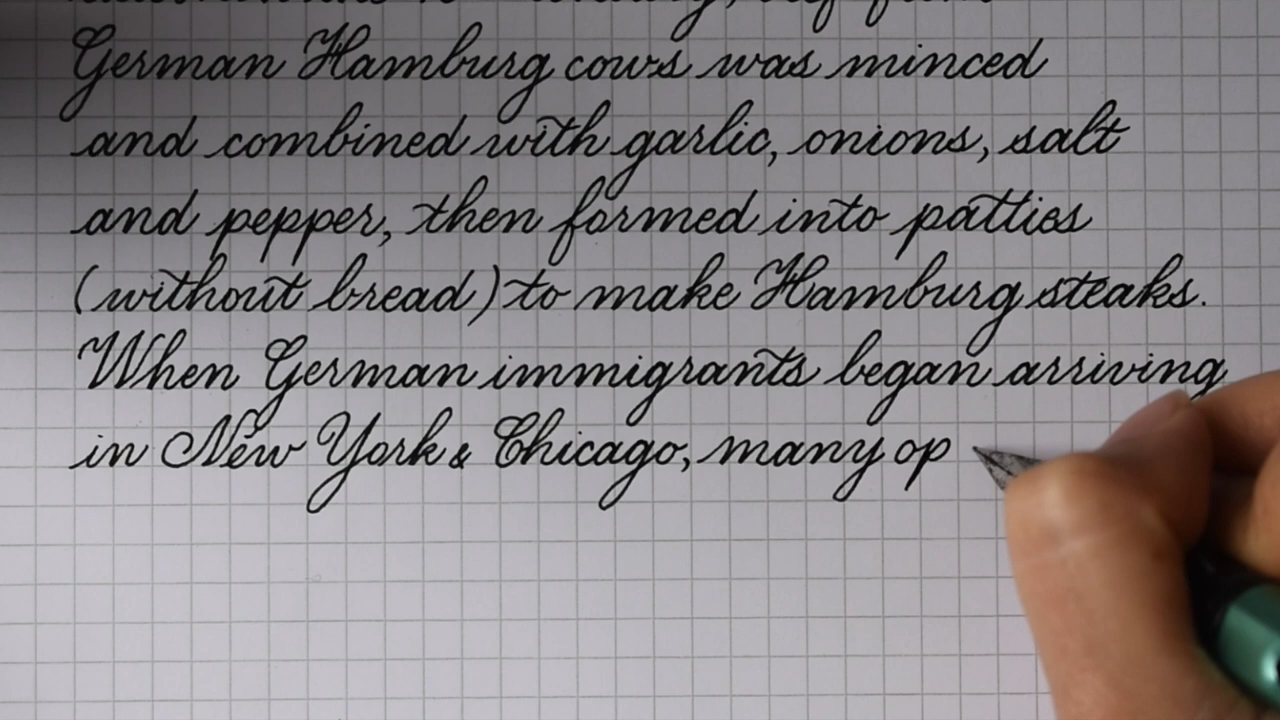 German Hamburg cows was minced
and combined with garlic, onions, salt
and pepper, then formed into patties
(without bread) to make Hamburg steaks.
When German immigrants began arriving
in New York & Chicago, many op